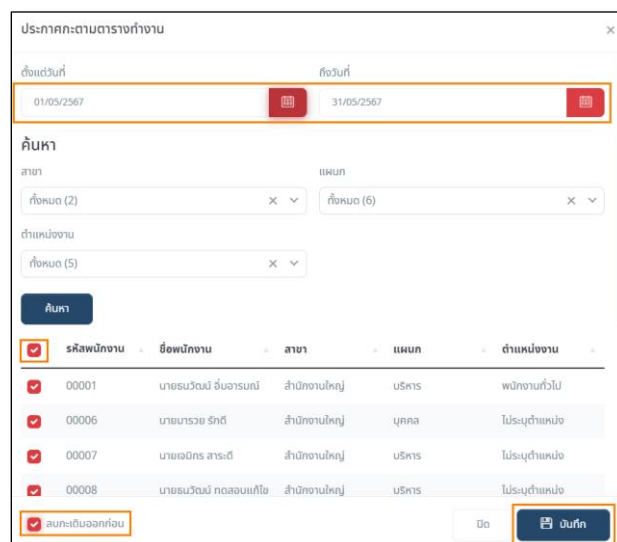 ประกาศกะตามตารางทำงาน
ตั้งแต่วันที่ ถึงวันที่
01/05/2567 31/05/2567
ค้นหา
สาขา แผนก
ทั้งหมด (2) ทั้งหมด (6)
ตำแหน่งงาน
ทั้งหมด (5)
ค้นหา
รหัสพนักงาน ชื่อพนักงาน สาขา แผนก ตำแหน่งงาน
00001 นายธนวัฒน์ อิ่มอารมณ์ สำนักงานใหญ่ บริหาร พนักงานทั่วไป
00006 นายมารวย รักดี สำนักงานใหญ่ บุคคล ไม่ระบุตำแหน่ง
00007 นายเอนิกร สาระดี สำนักงานใหญ่ บริหาร ไม่ระบุตำแหน่ง
00008 นายธนวัฒน์ ทดสอบแก้ไข สำนักงานใหญ่ บริหาร ไม่ระบุตำแหน่ง
ลบกะเดิมออกก่อน ปิด บันทึก